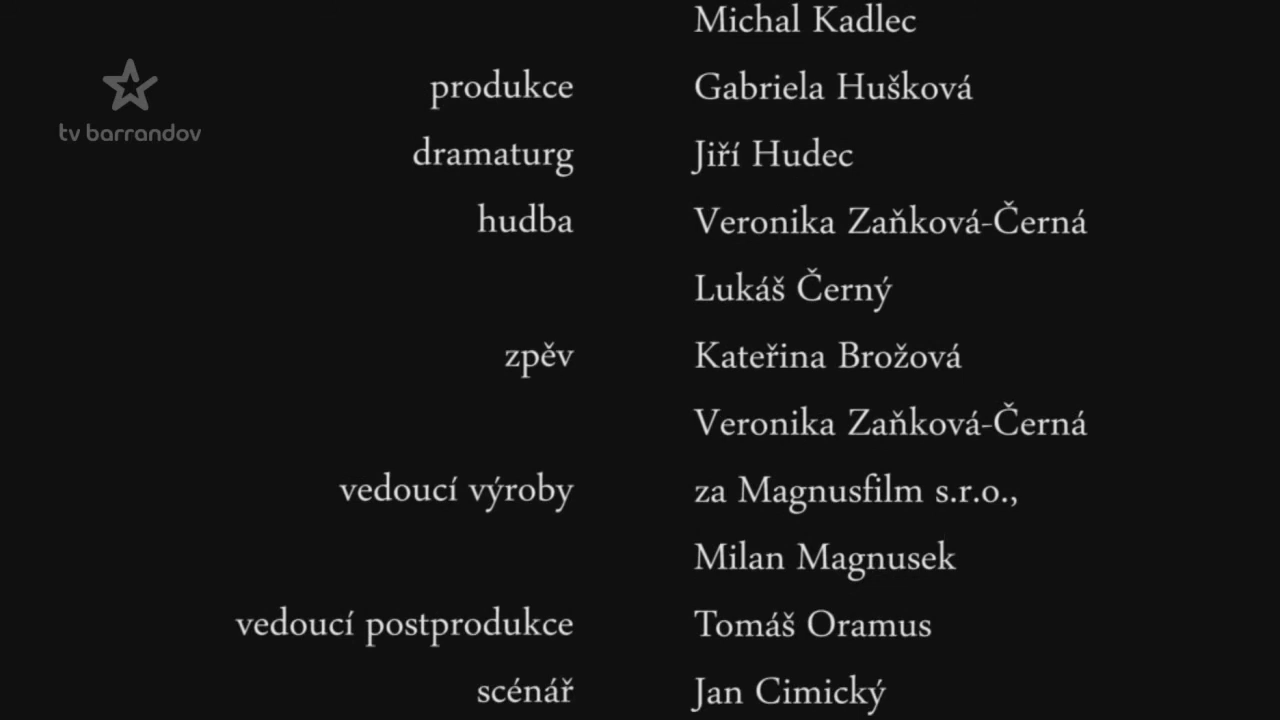 Michal Kadlec
tv barrandov
produkce Gabriela Hušková
dramaturg Jiří Hudec
hudba Veronika Zaňková-Černá
Lukáš Černý
zpěv Kateřina Brožová
Veronika Zaňková-Černá
vedoucí výroby za Magnusfilm s.r.o.,
Milan Magnusek
vedoucí postprodukce Tomáš Oramus
scénář Jan Cimický